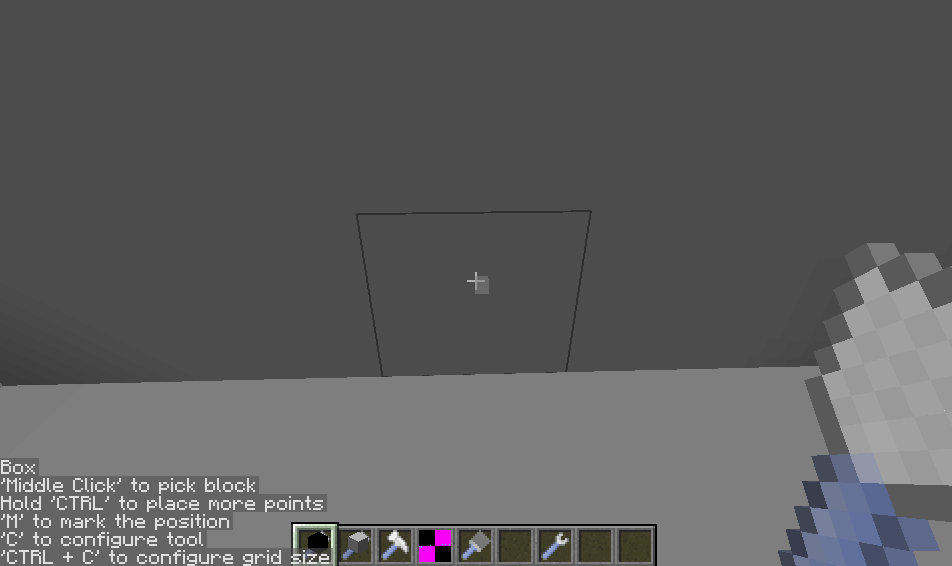 Box
'Middle Click' to pick block
Hold 'CTRL' to place more points
'M' to mark the position
'C' to configure tool
'CTRL + C' to configure grid size